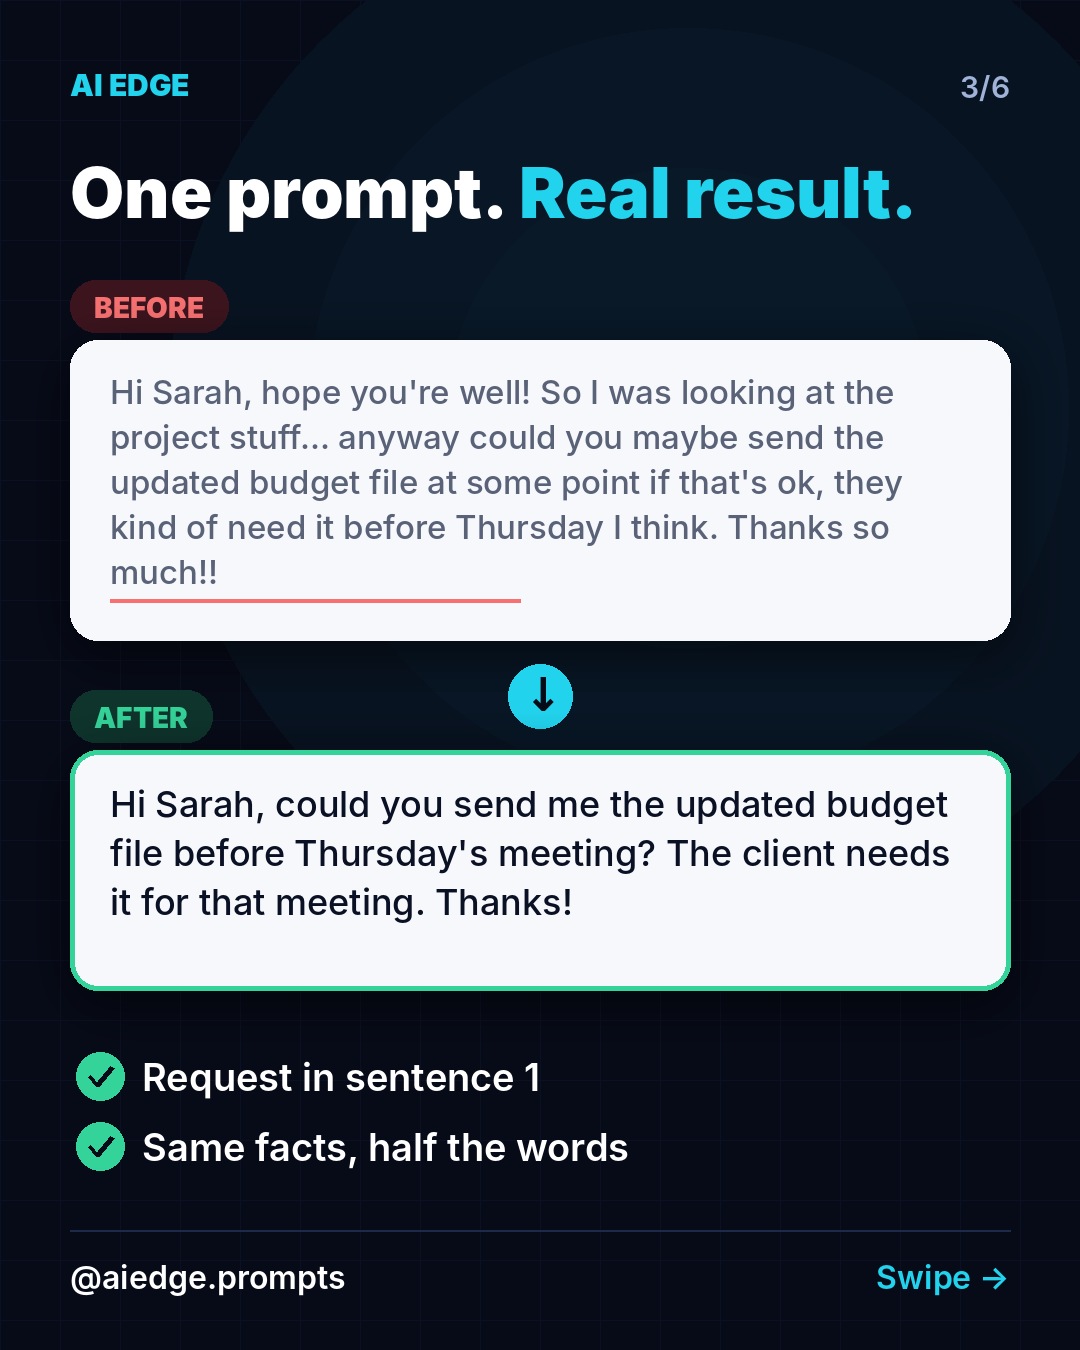 AI EDGE
3/6
One prompt. Real result.
BEFORE
Hi Sarah, hope you're well! So I was looking at the
project stuff... anyway could you maybe send the
updated budget file at some point if that's ok, they
kind of need it before Thursday I think. Thanks so
much!!
↓
AFTER
Hi Sarah, could you send me the updated budget
file before Thursday's meeting? The client needs
it for that meeting. Thanks!
Request in sentence 1
Same facts, half the words
@aiedge.prompts
Swipe →